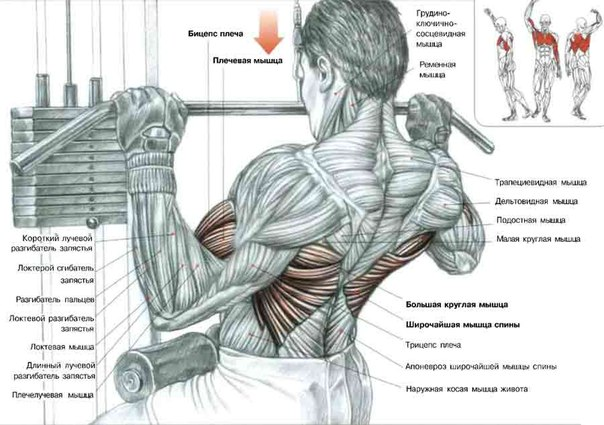 Бицепс плеча
Плечевая мышца
Грудино-
ключично-
сосцевидная
мышца
Ременная
мышца
Трапециевидная мышца
Дельтовидная мышца
Подостная мышца
Малая круглая мышца
Короткий лучевой
разгибатель запястья
Локтерой сгибатель
запястья
Разгибатель пальцев
Локтевой разгибатель
запястья
Локтевая мышца
Длинный лучевой
разгибатель запястья
Плечелучевая мышца
Большая круглая мышца
Широчайшая мышца спины
Трицепс плеча
Апоневроз широчайшей мышцы спины
Наружная косая мышца живота